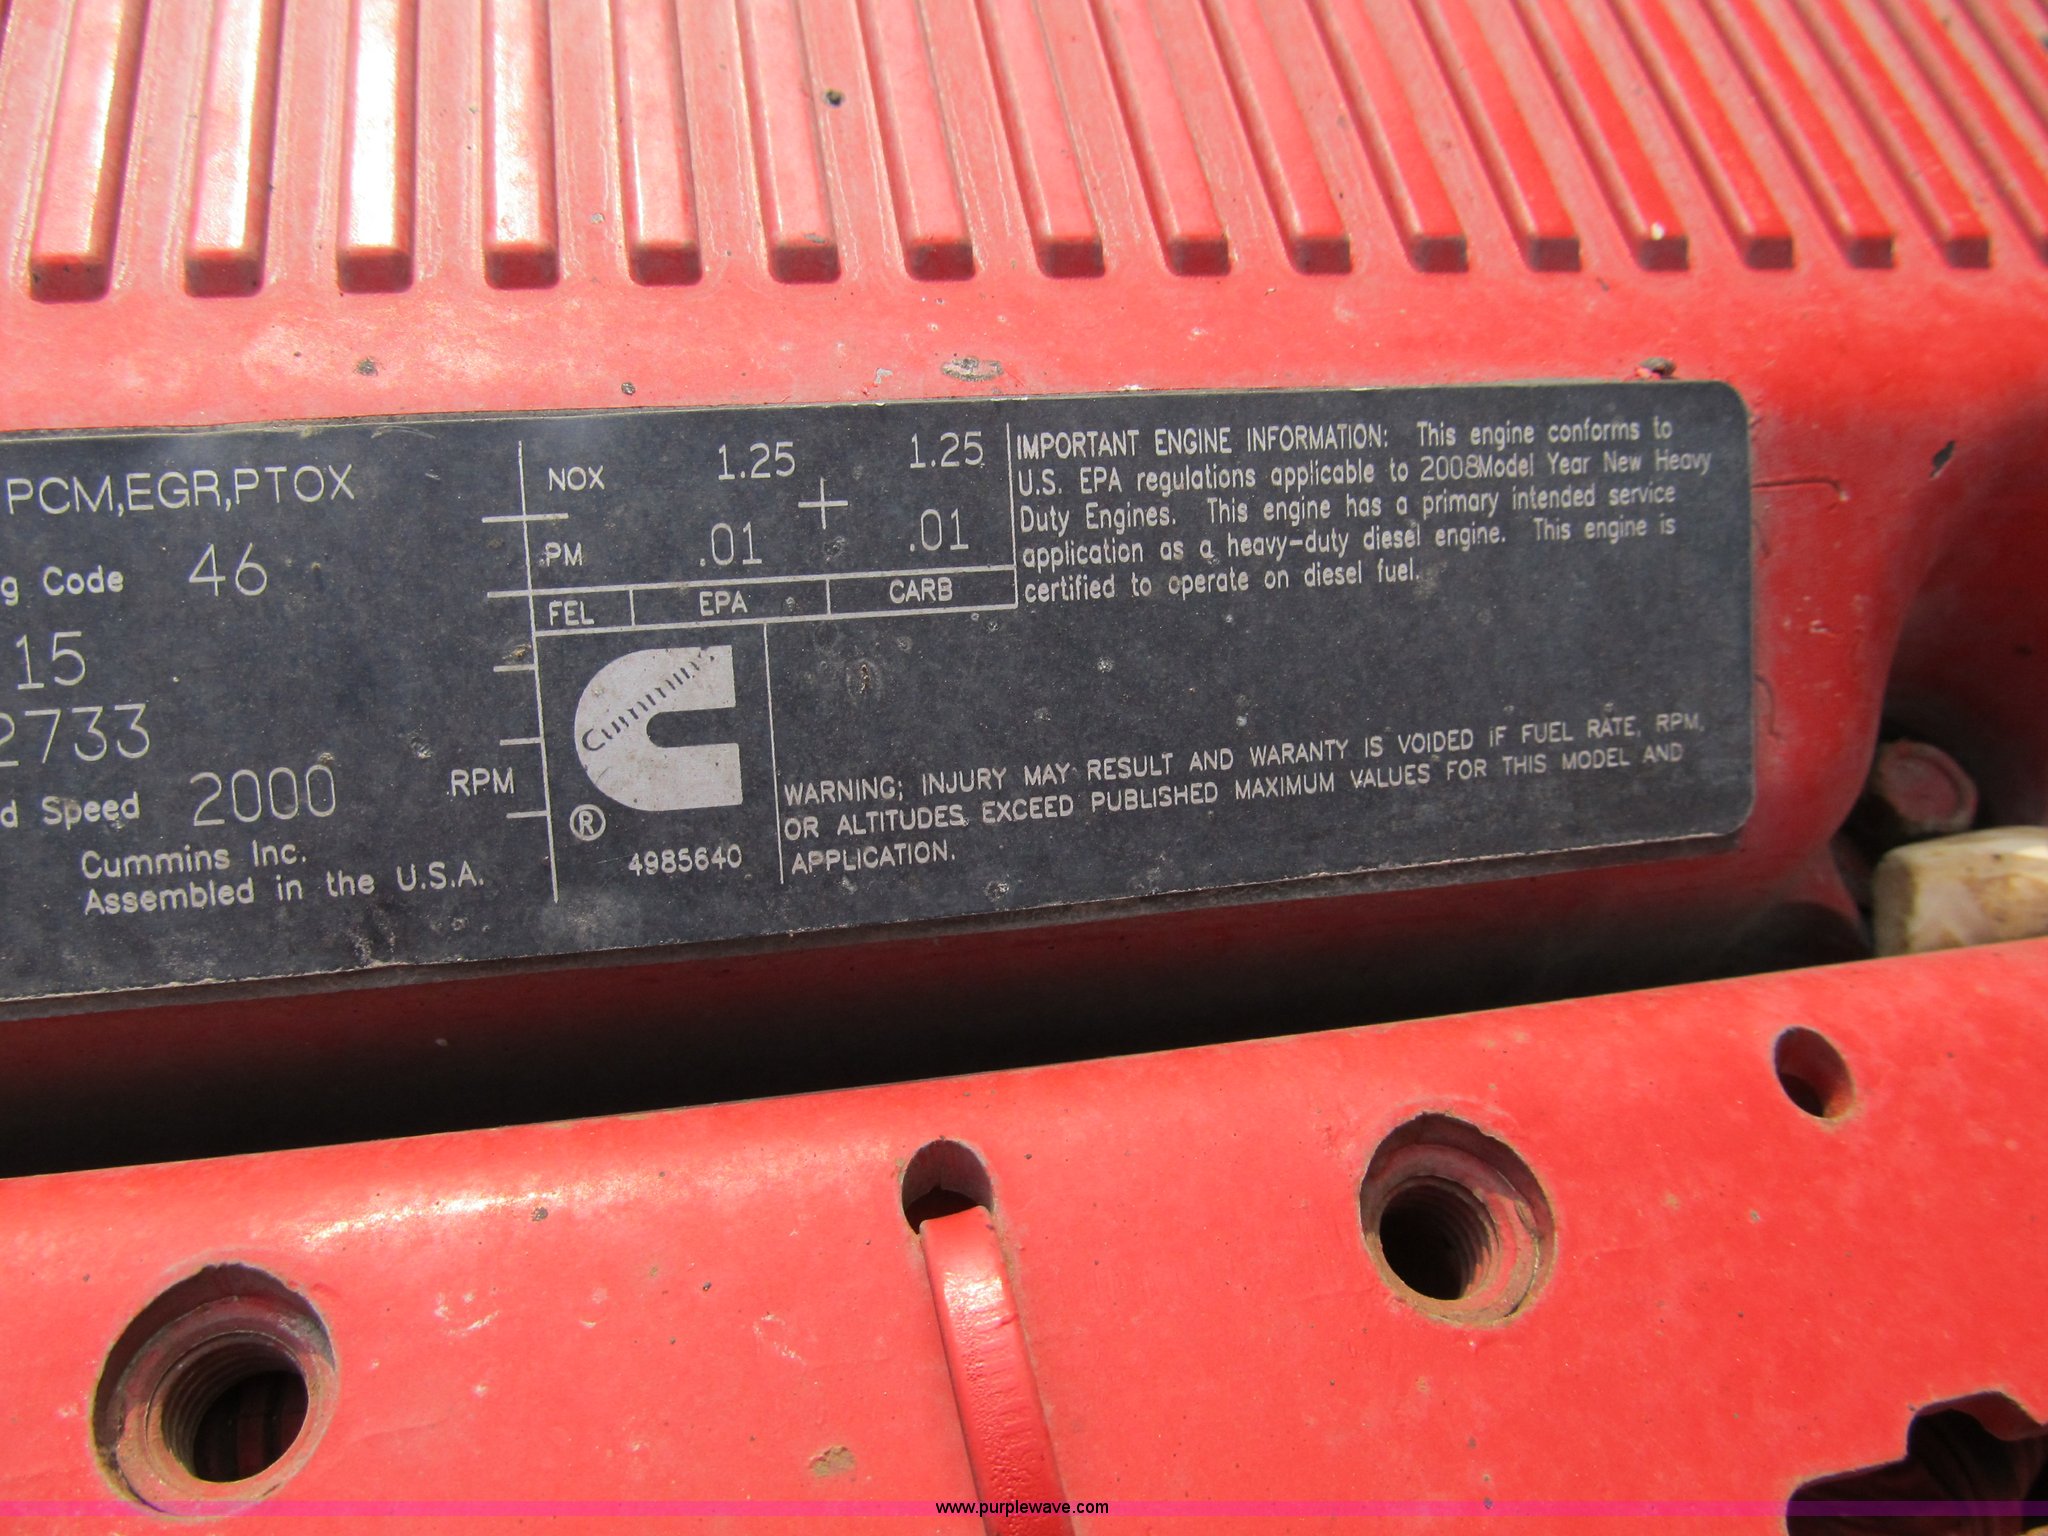 PCM,EGR,PTOX
g Code 46
15
2733
d Speed 2000 RPM
Cummins Inc.
Assembled in the U.S.A.
NOX 1.25 + 1.25
PM .01 .01
FEL EPA CARB
Cummins
®
4985640
IMPORTANT ENGINE INFORMATION: This engine conforms to
U.S. EPA regulations applicable to 2008Model Year New Heavy
Duty Engines. This engine has a primary intended service
application as a heavy-duty diesel engine. This engine is
certified to operate on diesel fuel.
WARNING; INJURY MAY RESULT AND WARANTY IS VOIDED IF FUEL RATE, RPM,
OR ALTITUDES EXCEED PUBLISHED MAXIMUM VALUES FOR THIS MODEL AND
APPLICATION.
www.purplewave.com